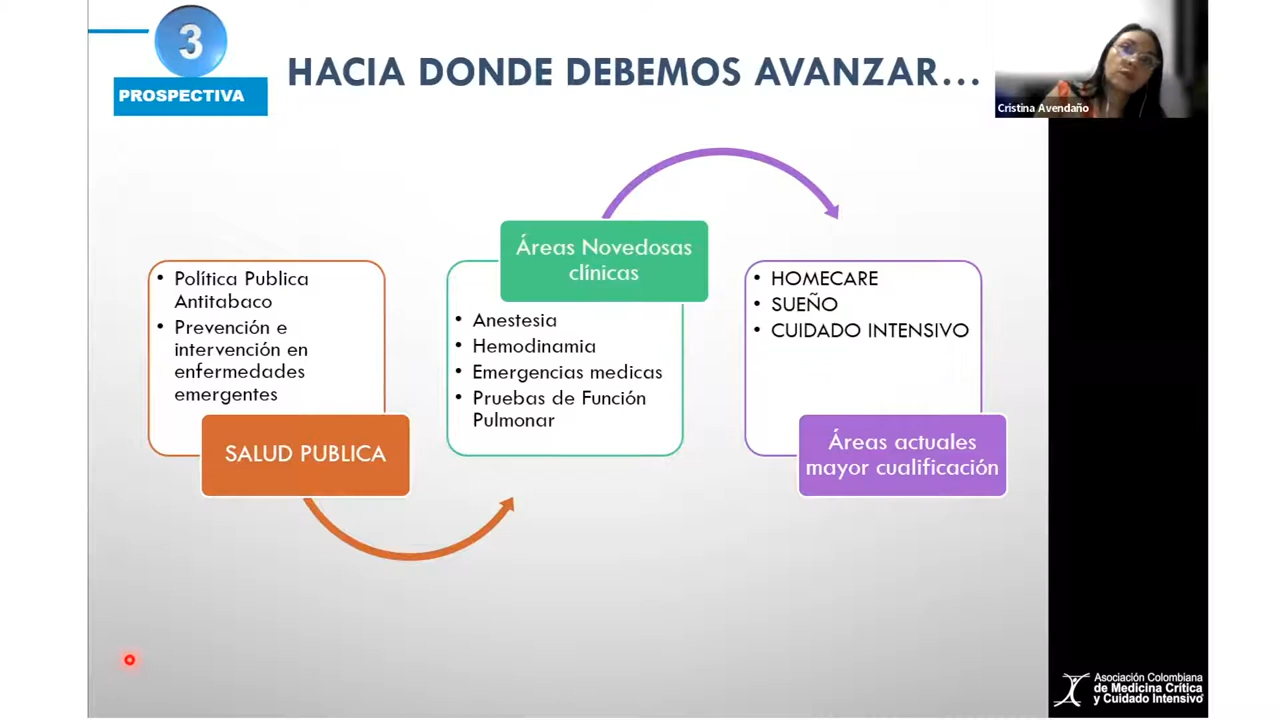 3
PROSPECTIVA
HACIA DONDE DEBEMOS AVANZAR...
Cristina Avendaño
• Política Publica
Antitabaco
• Prevención e
intervención en
enfermedades
emergentes
SALUD PUBLICA
Áreas Novedosas
clínicas
• Anestesia
• Hemodinamia
• Emergencias medicas
• Pruebas de Función
Pulmonar
• HOMECARE
• SUEÑO
• CUIDADO INTENSIVO
Áreas actuales
mayor cualificación
Asociación Colombiana
de Medicina Crítica
y Cuidado Intensivo